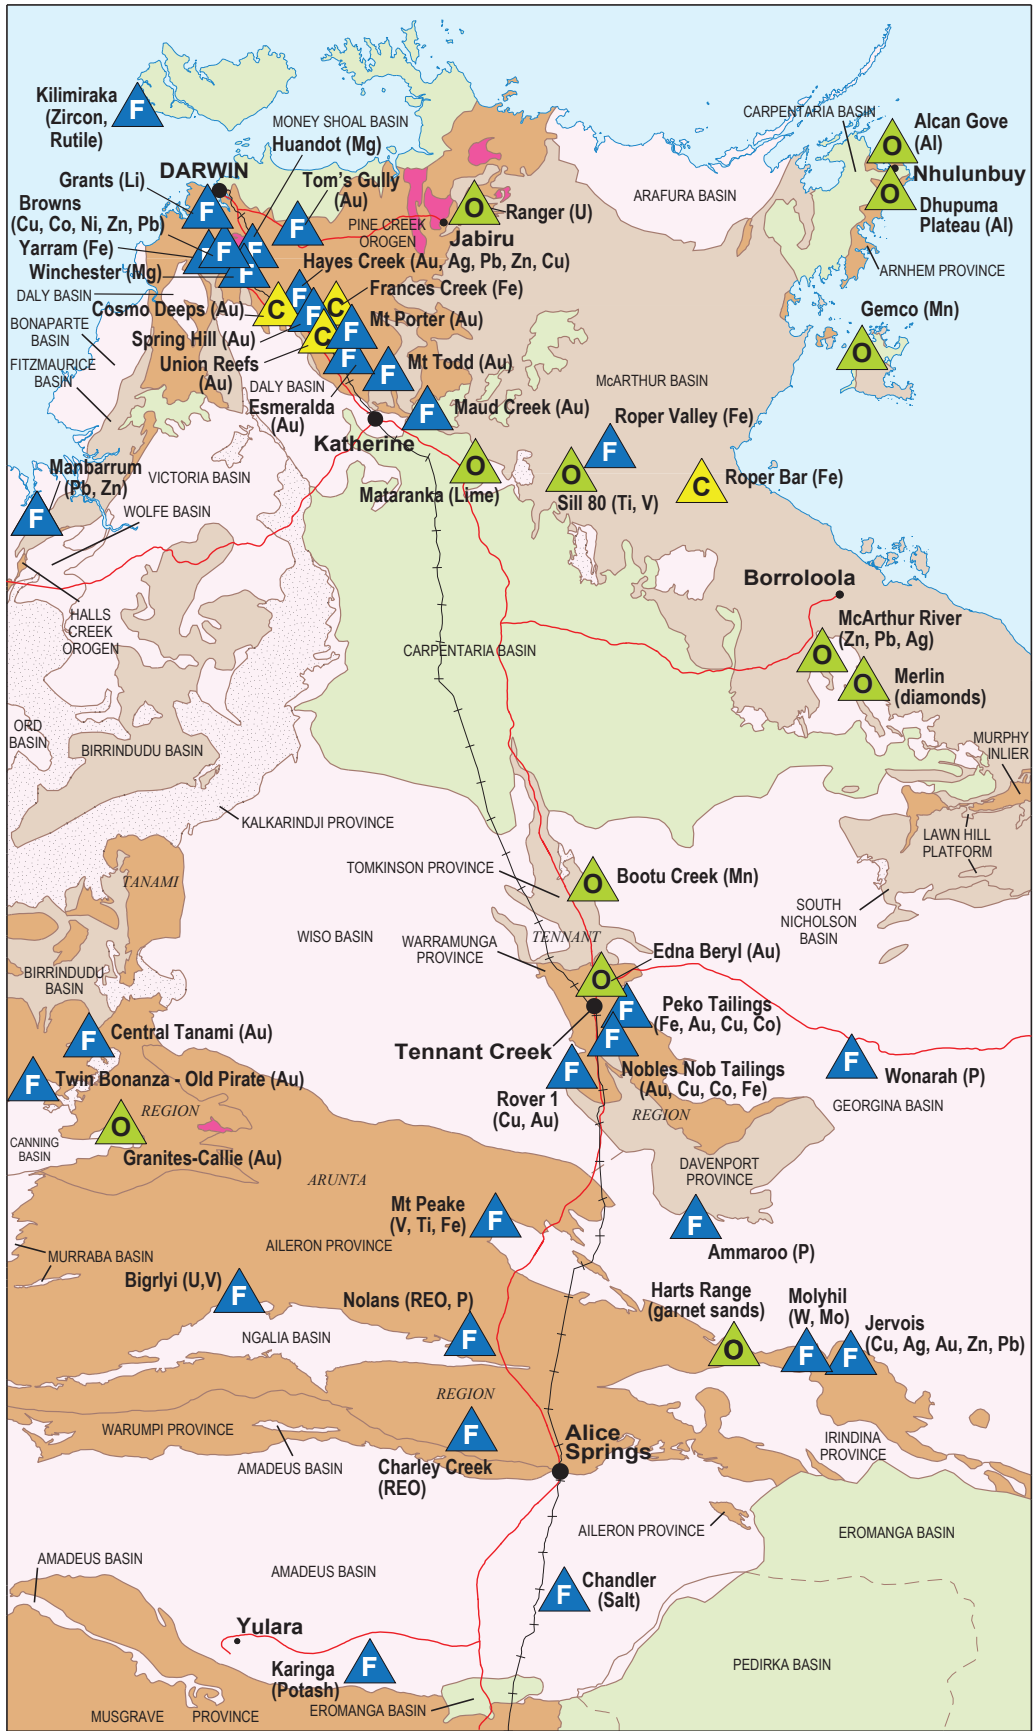 Kilimiraka
(Zircon,
Rutile)
F
MONEY SHOAL BASIN
Huandot (Mg)
CARPENTARIA BASIN
Alcan Gove
(Al)
O
DARWIN
Grants (Li)
F
Tom's Gully
(Au)
F
Nhulunbuy
O
Dhupuma
Plateau (Al)
ARAFURA BASIN
Browns
(Cu, Co, Ni, Zn, Pb)
Yarram (Fe)
Winchester (Mg)
F
F
F
PINE CREEK
OROGEN
O
Ranger (U)
Jabiru
ARNHEM PROVINCE
Hayes Creek (Au, Ag, Pb, Zn, Cu)
DALY BASIN
Cosmo Deeps (Au)
C
F
F
C
Frances Creek (Fe)
Gemco (Mn)
O
BONAPARTE
BASIN
Spring Hill (Au)
C
F
Mt Porter (Au)
FITZMAURICE
BASIN
Union Reefs
(Au)
F
F
Mt Todd (Au)
DALY BASIN
Esmeralda
(Au)
McARTHUR BASIN
F
Maud Creek (Au)
Roper Valley (Fe)
F
Katherine
Manbarrum
(Pb, Zn)
F
VICTORIA BASIN
O
Mataranka (Lime)
O
Sill 80 (Ti, V)
C
Roper Bar (Fe)
WOLFE BASIN
Borroloola
HALLS
CREEK
OROGEN
McArthur River
(Zn, Pb, Ag)
O
CARPENTARIA BASIN
O
Merlin
(diamonds)
ORD
BASIN
BIRRINDUDU BASIN
MURPHY
INLIER
KALKARINDJI PROVINCE
LAWN HILL
PLATFORM
TOMKINSON PROVINCE
O
Bootu Creek (Mn)
TANAMI
SOUTH
NICHOLSON
BASIN
WISO BASIN
WARRAMUNGA
PROVINCE
TENNANT
Edna Beryl (Au)
O
BIRRINDUDU
BASIN
F
Peko Tailings
(Fe, Au, Cu, Co)
F
Central Tanami (Au)
Tennant Creek
F
F
Twin Bonanza - Old Pirate (Au)
F
Nobles Nob Tailings
(Au, Cu, Co, Fe)
F
Wonarah (P)
Rover 1
(Cu, Au)
REGION
GEORGINA BASIN
REGION
O
Granites-Callie (Au)
CANNING
BASIN
DAVENPORT
PROVINCE
ARUNTA
Mt Peake
(V, Ti, Fe)
F
F
Ammaroo (P)
AILERON PROVINCE
MURRABA BASIN
Bigrlyi (U,V)
F
Nolans (REO, P)
F
Harts Range
(garnet sands)
O
Molyhil
(W, Mo)
F
F
Jervois
(Cu, Ag, Au, Zn, Pb)
NGALIA BASIN
REGION
WARUMPI PROVINCE
F
Alice
Springs
IRINDINA
PROVINCE
AMADEUS BASIN
Charley Creek
(REO)
AILERON PROVINCE
EROMANGA BASIN
AMADEUS BASIN
AMADEUS BASIN
F
Chandler
(Salt)
Yulara
Karinga
(Potash)
F
PEDIRKA BASIN
EROMANGA BASIN
MUSGRAVE PROVINCE